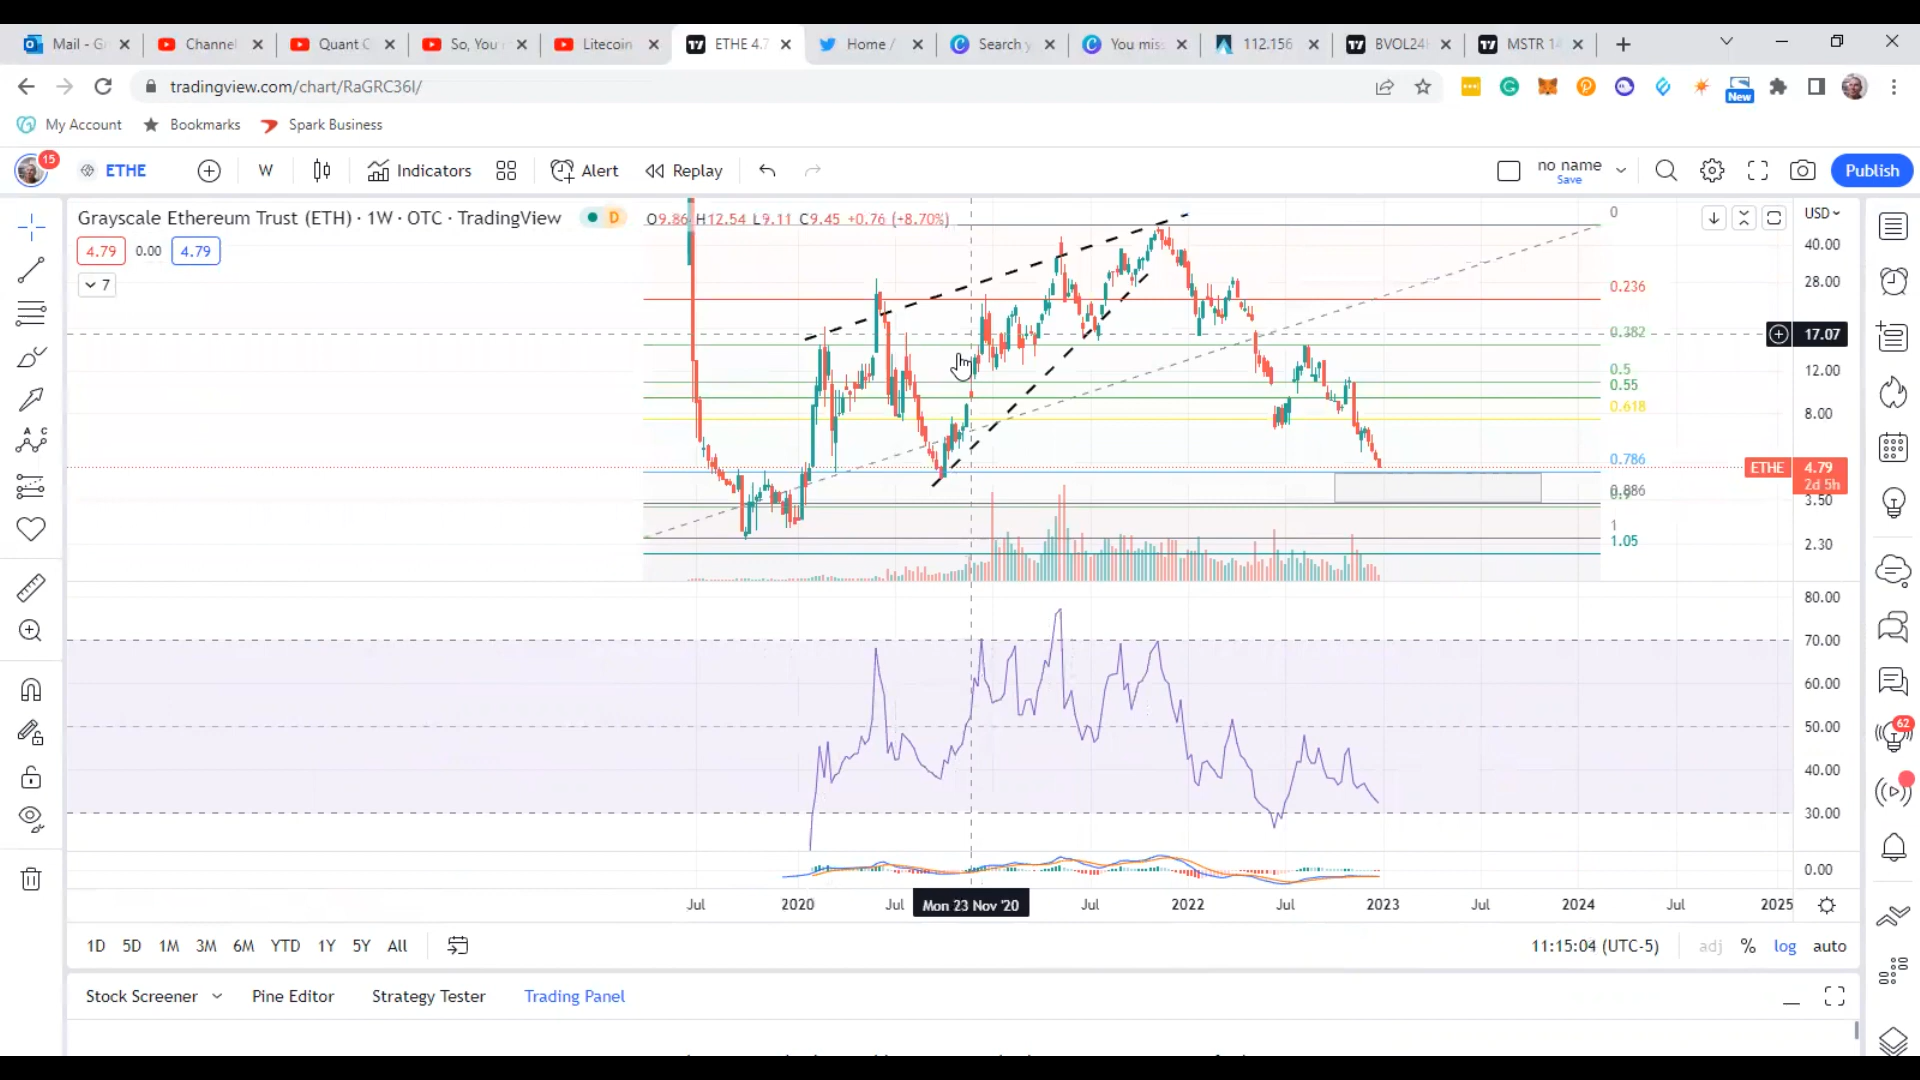 Mail - G
Channel
Quant C
So, You
Litecoin
ETHE 4.7
Home /
Search y
You mis
112.156
BVOL24
MSTR 14
tradingview.com/chart/RaGRC36I/
New
My Account
Bookmarks
Spark Business
15
ETHE
W
Indicators
Alert
Replay
no name
Save
Publish
Grayscale Ethereum Trust (ETH) · 1W · OTC · TradingView
D
O9.86 H12.54 L9.11 C9.45 +0.76 (+8.70%)
USD
4.79
0.00
4.79
7
0
0.236
0.382
0.5
0.55
0.618
0.786
0.886
1
1.05
40.00
28.00
17.07
12.00
8.00
ETHE
4.79
2d 5h
3.50
2.30
80.00
70.00
60.00
50.00
40.00
30.00
0.00
62
Jul
2020
Jul
Mon 23 Nov '20
Jul
2022
Jul
2023
Jul
2024
Jul
2025
1D
5D
1M
3M
6M
YTD
1Y
5Y
All
11:15:04 (UTC-5)
adj
%
log
auto
Stock Screener
Pine Editor
Strategy Tester
Trading Panel